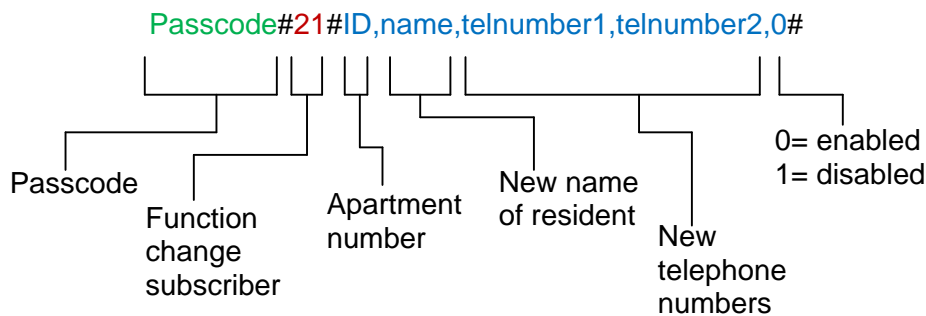 Passcode#21#ID,name,telnumber1,telnumber2,0#
Passcode
Function
change
subscriber
Apartment
number
New name
of resident
New
telephone
numbers
0= enabled
1= disabled